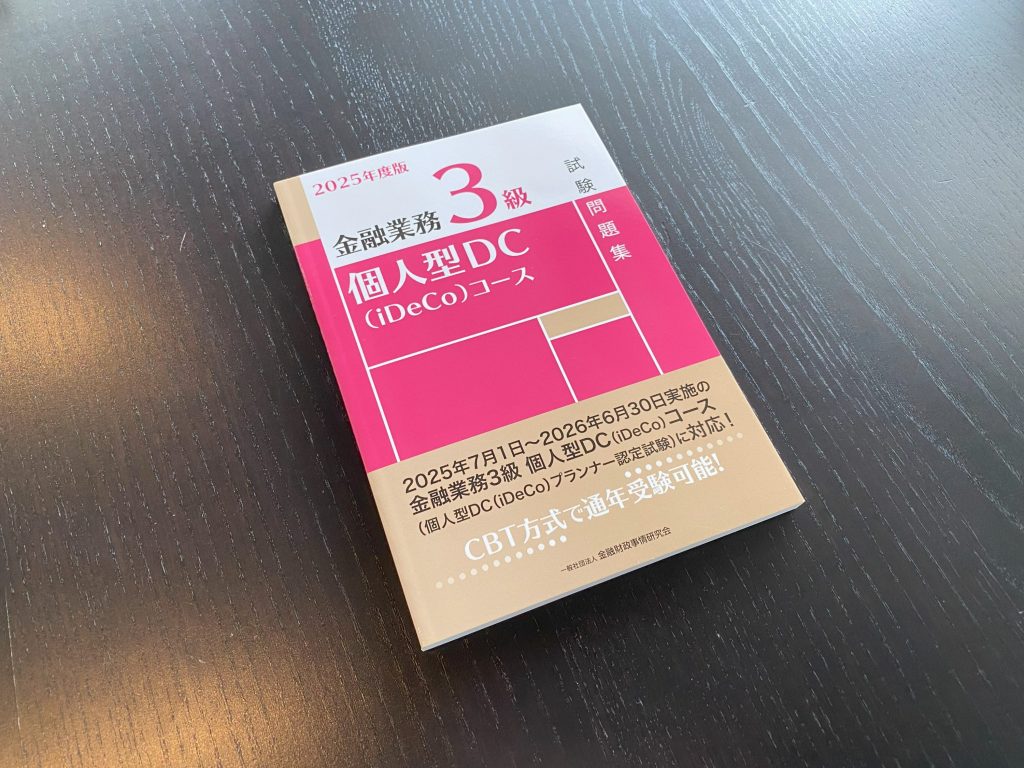 2025年度版
金融業務3級
個人型DC
(iDeCo)コース
試験問題集
2025年7月1日～2026年6月30日実施の
金融業務3級 個人型DC(iDeCo)コース
(個人型DC(iDeCo)プランナー認定試験)に対応!
CBT方式で通年受験可能!
一般社団法人 金融財政事情研究会